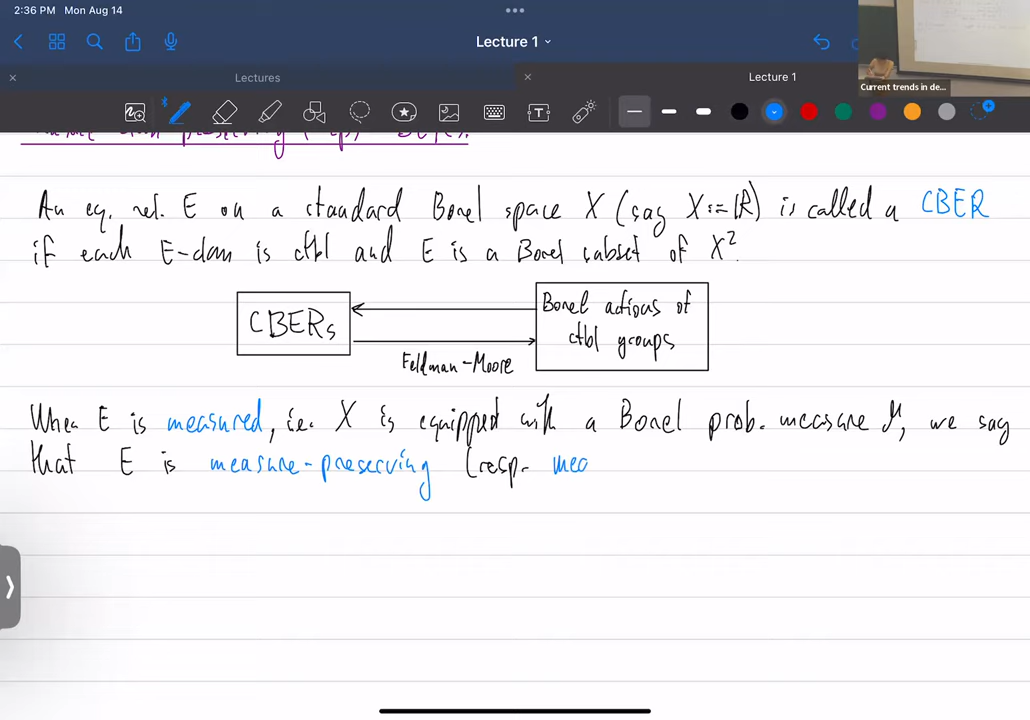 2:36 PM Mon Aug 14
Lecture 1
Lectures
Lecture 1
Current trends in de...
An eq. rel. E on a standard Borel space X (say X := ℝ) is called a CBER
if each E-class is ctbl and E is a Borel subset of X².
CBERs
Borel actions of
ctbl groups
Feldman-Moore
When E is measured, i.e. X is equipped with a Borel prob. measure μ, we say
that E is measure-preserving (resp. mea